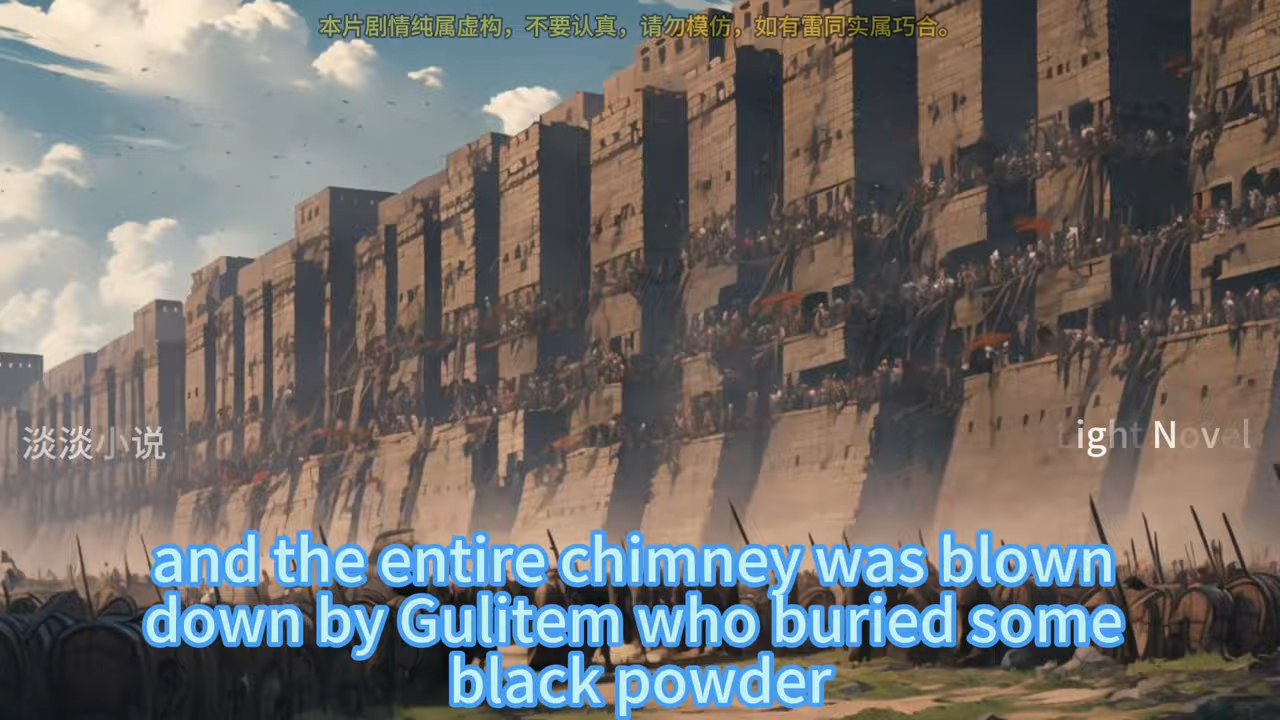 本片剧情纯属虚构，不要认真，请勿模仿，如有雷同实属巧合。
淡淡小说
Light Novel
and the entire chimney was blown
down by Gulitem who buried some
black powder